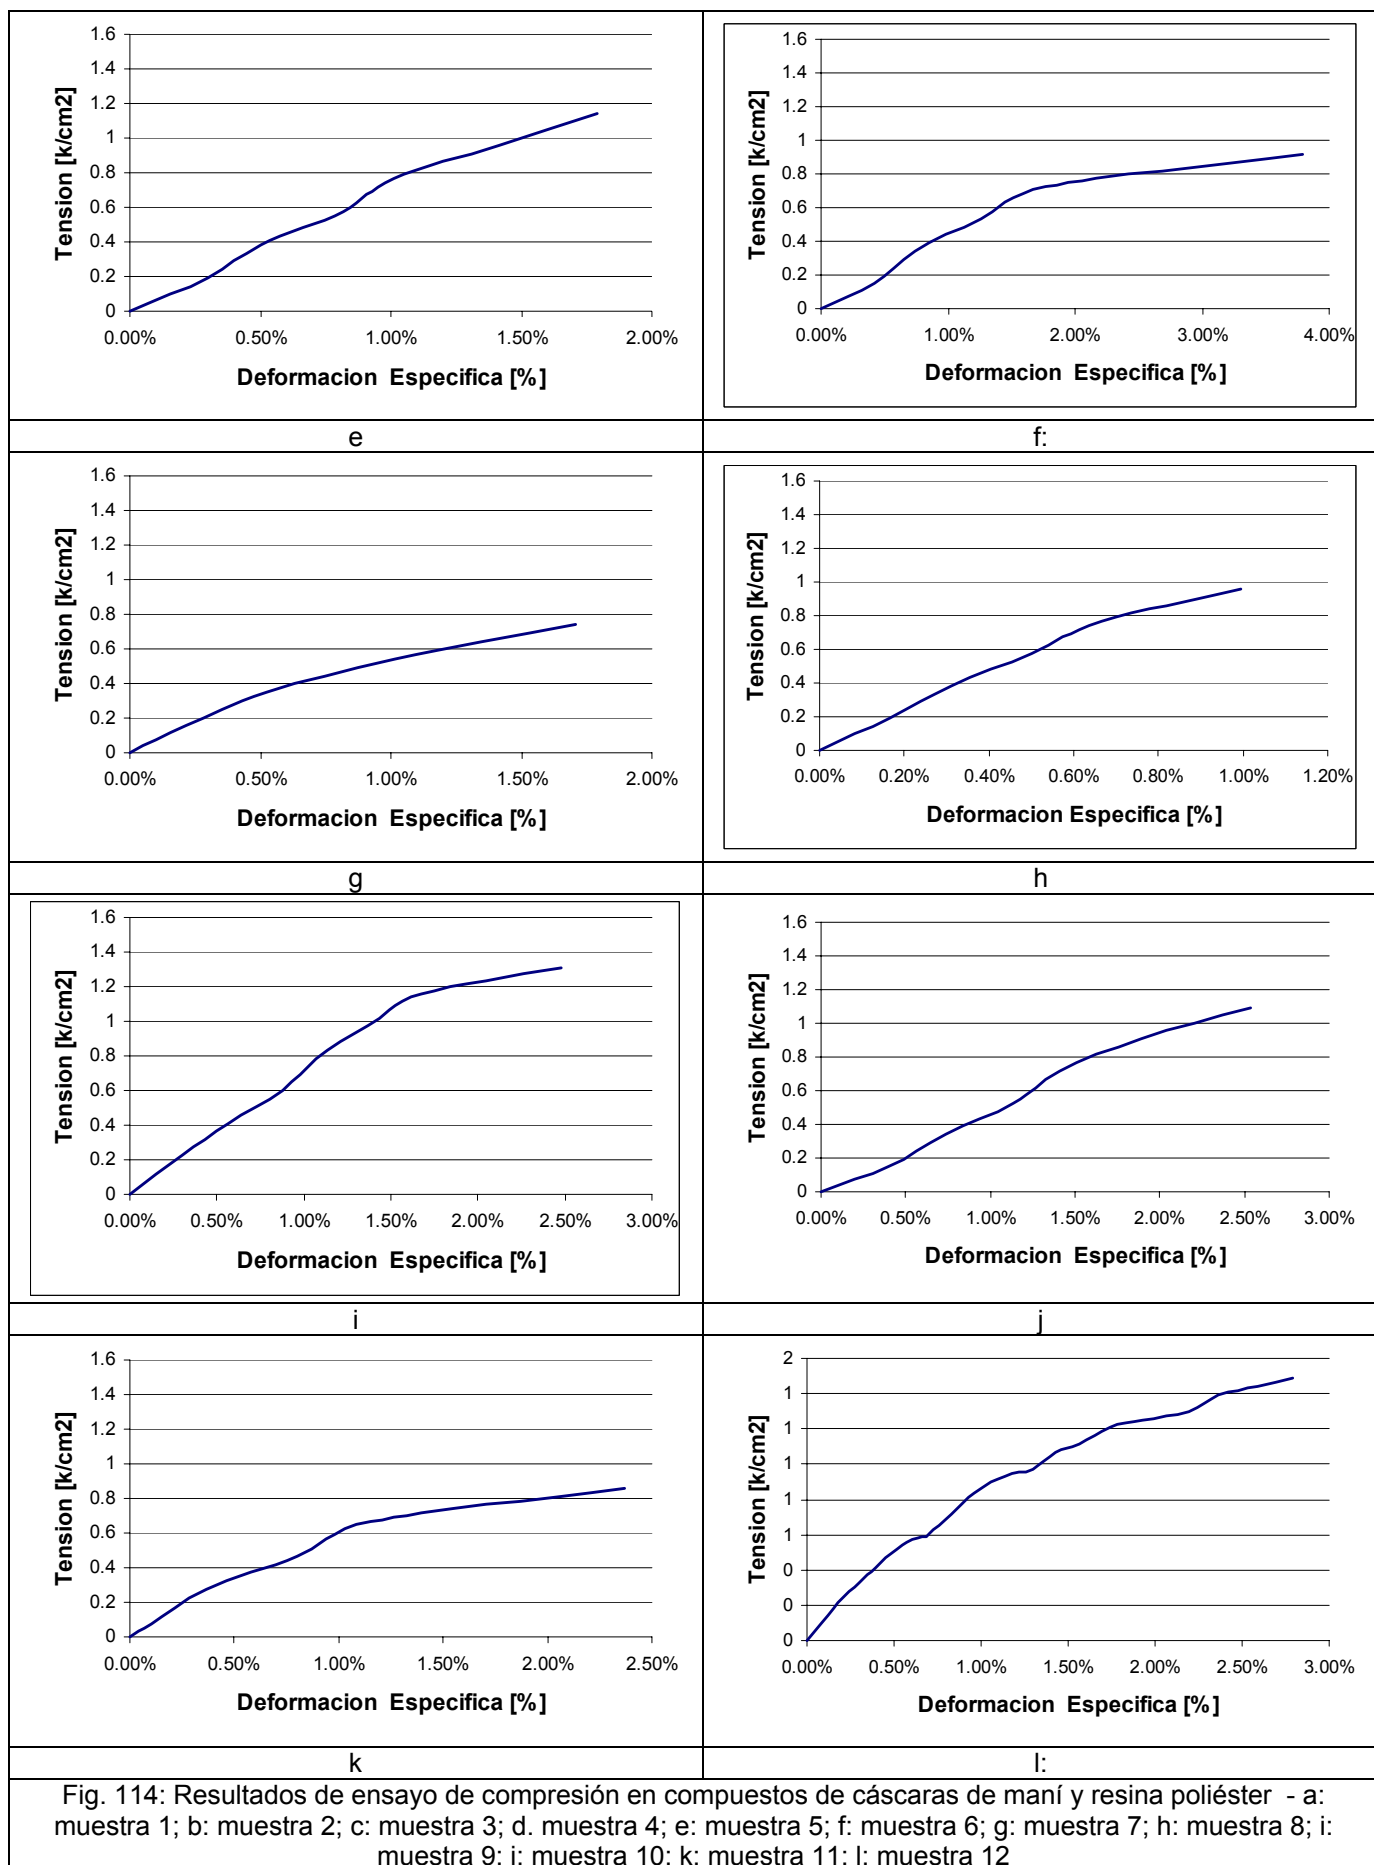 1.6
1.4
1.2
1
0.8
0.6
0.4
0.2
0
Tension [k/cm2]
0.00% 0.50% 1.00% 1.50% 2.00%
Deformacion Especifica [%]
e
1.6
1.4
1.2
1
0.8
0.6
0.4
0.2
0
Tension [k/cm2]
0.00% 1.00% 2.00% 3.00% 4.00%
Deformacion Especifica [%]
f:
1.6
1.4
1.2
1
0.8
0.6
0.4
0.2
0
Tension [k/cm2]
0.00% 0.50% 1.00% 1.50% 2.00%
Deformacion Especifica [%]
g
1.6
1.4
1.2
1
0.8
0.6
0.4
0.2
0
Tension [k/cm2]
0.00% 0.20% 0.40% 0.60% 0.80% 1.00% 1.20%
Deformacion Especifica [%]
h
1.6
1.4
1.2
1
0.8
0.6
0.4
0.2
0
Tension [k/cm2]
0.00% 0.50% 1.00% 1.50% 2.00% 2.50% 3.00%
Deformacion Especifica [%]
i
1.6
1.4
1.2
1
0.8
0.6
0.4
0.2
0
Tension [k/cm2]
0.00% 0.50% 1.00% 1.50% 2.00% 2.50% 3.00%
Deformacion Especifica [%]
j
1.6
1.4
1.2
1
0.8
0.6
0.4
0.2
0
Tension [k/cm2]
0.00% 0.50% 1.00% 1.50% 2.00% 2.50%
Deformacion Especifica [%]
k
2
1
1
1
1
1
0
0
0
Tension [k/cm2]
0.00% 0.50% 1.00% 1.50% 2.00% 2.50% 3.00%
Deformacion Especifica [%]
l:
Fig. 114: Resultados de ensayo de compresión en compuestos de cáscaras de maní y resina poliéster - a:
muestra 1; b: muestra 2; c: muestra 3; d. muestra 4; e: muestra 5; f: muestra 6; g: muestra 7; h: muestra 8; i:
muestra 9; j: muestra 10; k: muestra 11; l: muestra 12